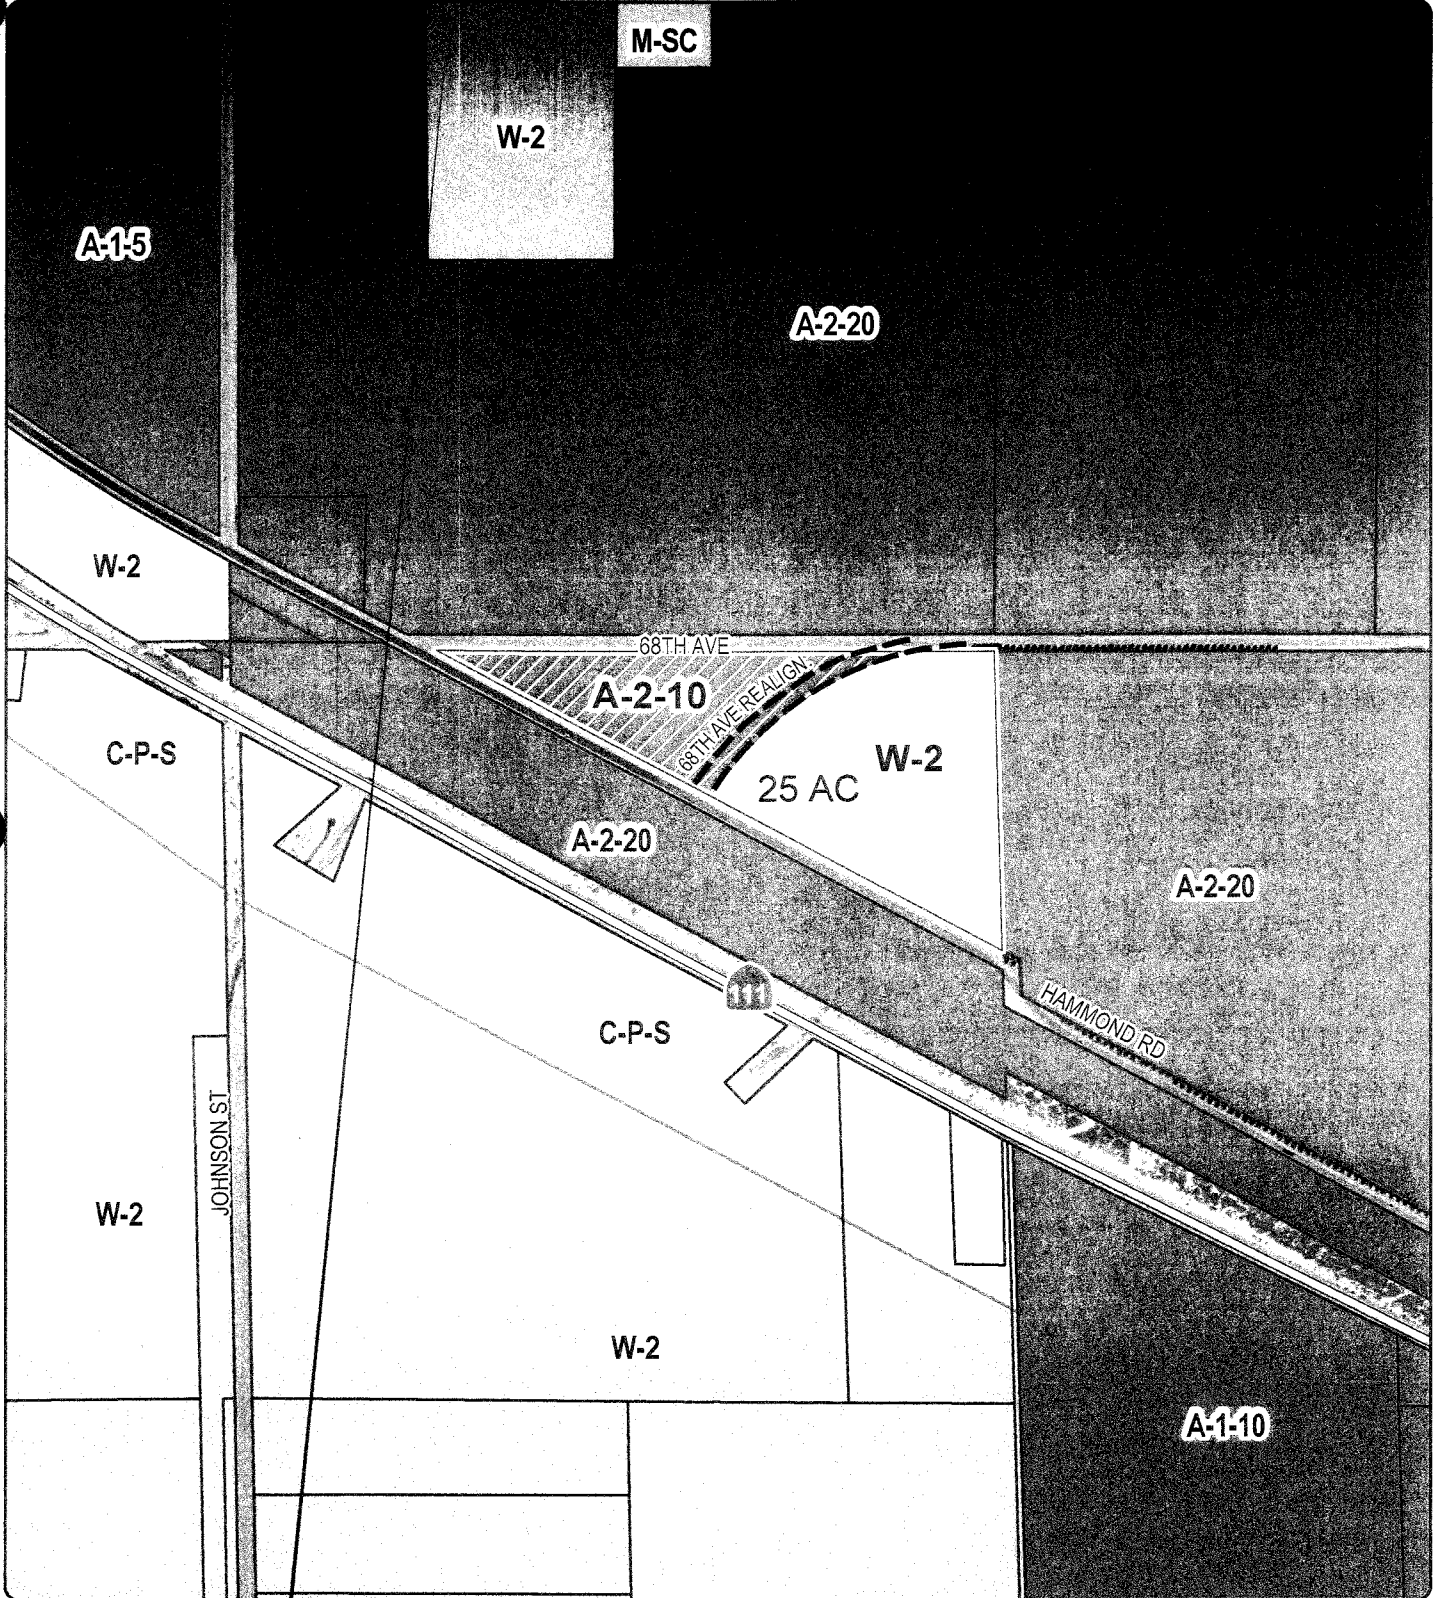 M-SC
W-2
A-1-5
A-2-20
W-2
68TH AVE
A-2-10
68TH AVE REALIGN.
C-P-S
W-2
25 AC
A-2-20
A-2-20
111
HAMMOND RD
C-P-S
JOHNSON ST
W-2
W-2
A-1-10